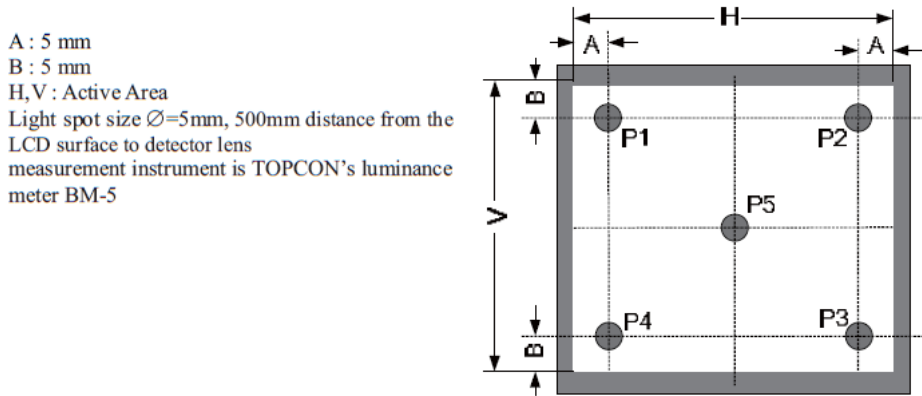 A : 5 mm
B : 5 mm
H,V : Active Area
Light spot size ∅=5mm, 500mm distance from the
LCD surface to detector lens
measurement instrument is TOPCON's luminance
meter BM-5
H
A
A
B
P1
P2
V
P5
P4
P3
B